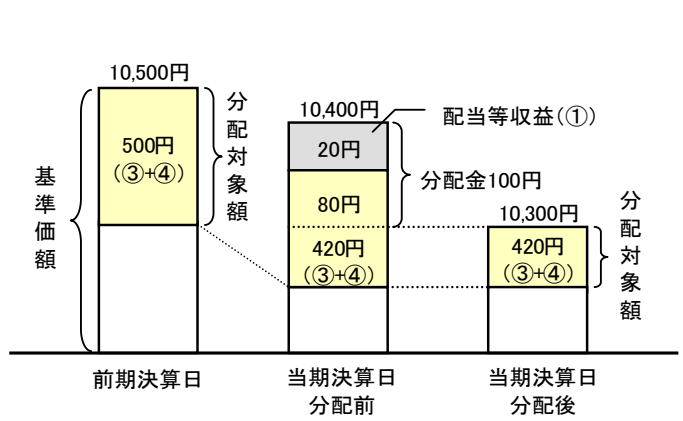 10,500円
500円
(③+④)
分配対象額
基準価額
前期決算日
10,400円
配当等収益(①)
20円
分配金100円
80円
420円
(③+④)
当期決算日
分配前
10,300円
420円
(③+④)
分配対象額
当期決算日
分配後